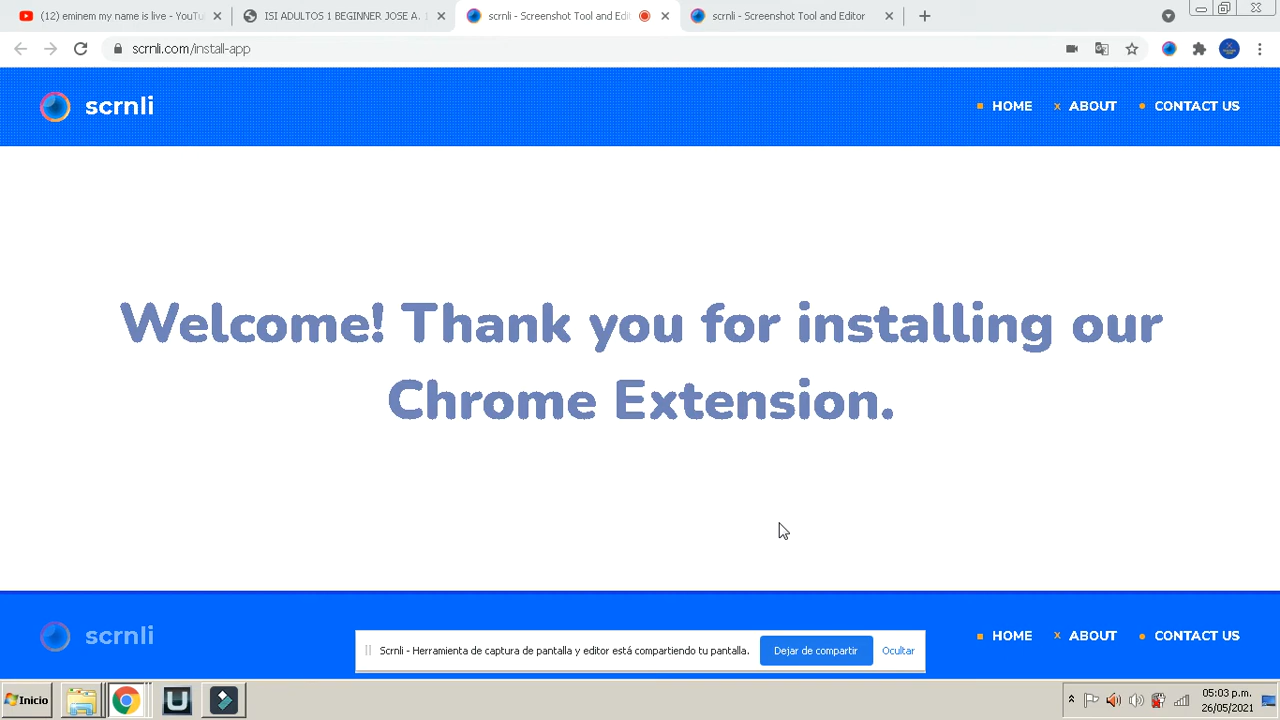 (12) eminem my name is live - YouTu
ISI ADULTOS 1 BEGINNER JOSE A. 
scrnli - Screenshot Tool and Edit
- Screenshot Tool and Editor
scrnli.com/install-app
scrnli
HOME
x ABOUT
CONTACT US
Welcome! Thank you for installing our
Chrome Extension.
scrnli
Scrnli - Herramienta de captura de pantalla y editor está compartiendo tu pantalla.
Dejar de compartir
Ocultar
HOME
x ABOUT
CONTACT US
Inicio
05:03 p.m.
26/05/2021